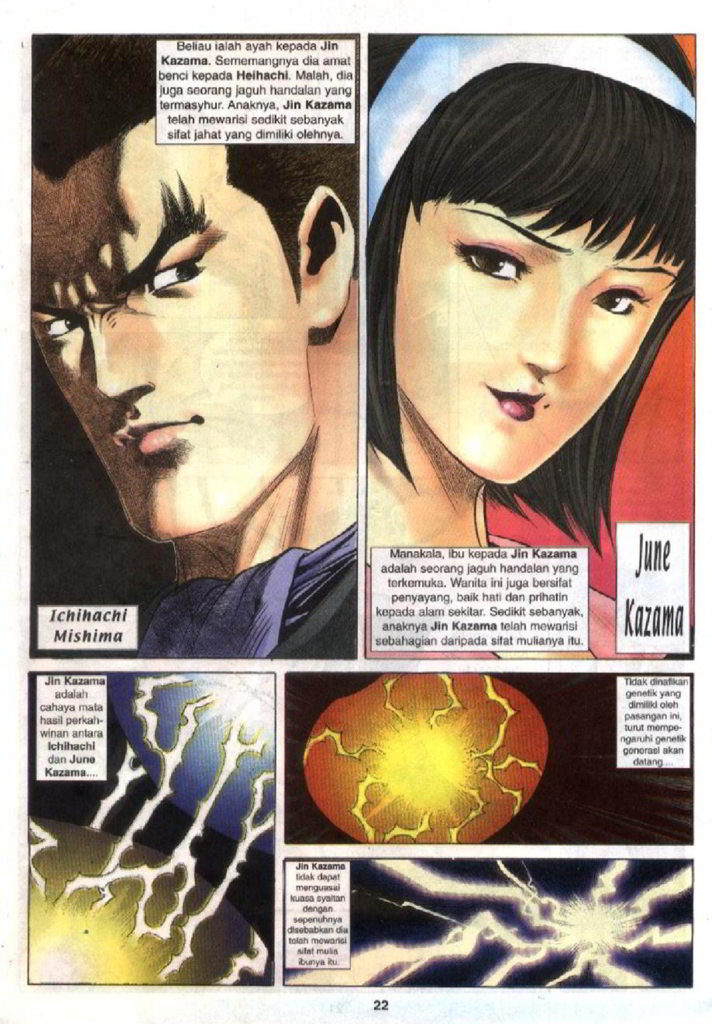 Beliau ialah ayah kepada Jin
Kazama. Sememangnya dia amat
benci kepada Heihachi. Malah, dia
juga seorang jaguh handalan yang
termasyhur. Anaknya, Jin Kazama
telah mewarisi sedikit sebanyak
sifat jahat yang dimiliki olehnya.
Ichihachi
Mishima
Manakala, ibu kepada Jin Kazama
adalah seorang jaguh handalan yang
terkemuka. Wanita ini juga bersifat
penyayang, baik hati dan prihatin
kepada alam sekitar. Sedikit sebanyak,
anaknya Jin Kazama telah mewarisi
sebahagian daripada sifat mulianya itu.
June
Kazama
Jin Kazama
adalah
cahaya mata
hasil perkah-
winan antara
Ichihachi
dan June
Kazama....
Tidak dinafikan
genetik yang
dimiliki oleh
pasangan ini,
turut mempe-
ngaruhi genetik
generasi akan
datang....
Jin Kazama
tidak dapat
menguasai
kuasa syaitan
dengan
sepenuhnya
disebabkan dia
telah mewarisi
sifat mulia
ibunya itu.
22